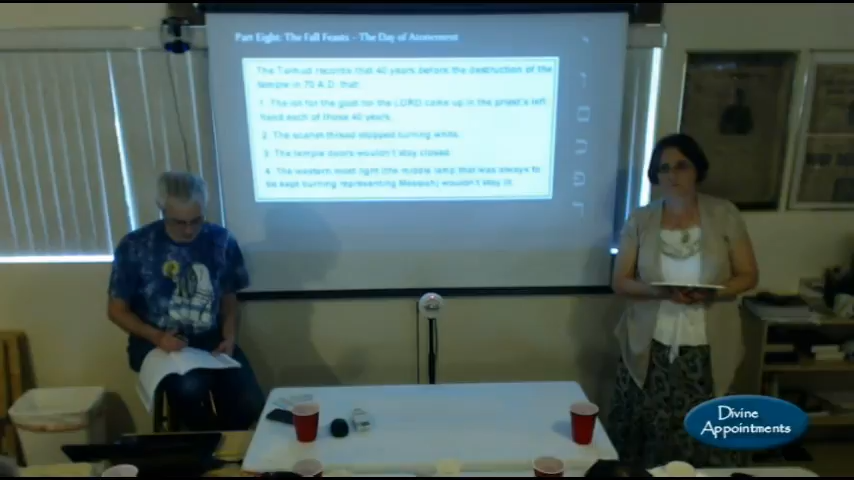 Part Eight: The Fall Feasts - The Day of Atonement
The Talmud records that 40 years before the destruction of the
temple in 70 A.D. that:
1. The lot for the goat for the LORD came up in the priest's left
hand each of those 40 years.
2. The scarlet thread stopped turning white.
3. The temple doors wouldn't stay closed.
4. The western most light (the middle lamp that was always to
be kept burning representing Messiah) wouldn't stay lit.
Divine
Appointments